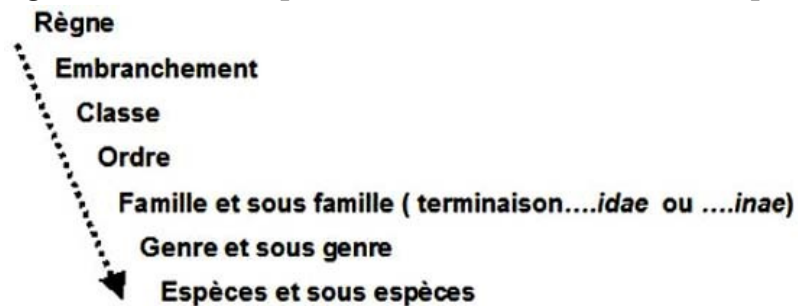 Règne
Embranchement
Classe
Ordre
Famille et sous famille ( terminaison....idae ou ....inae)
Genre et sous genre
Espèces et sous espèces